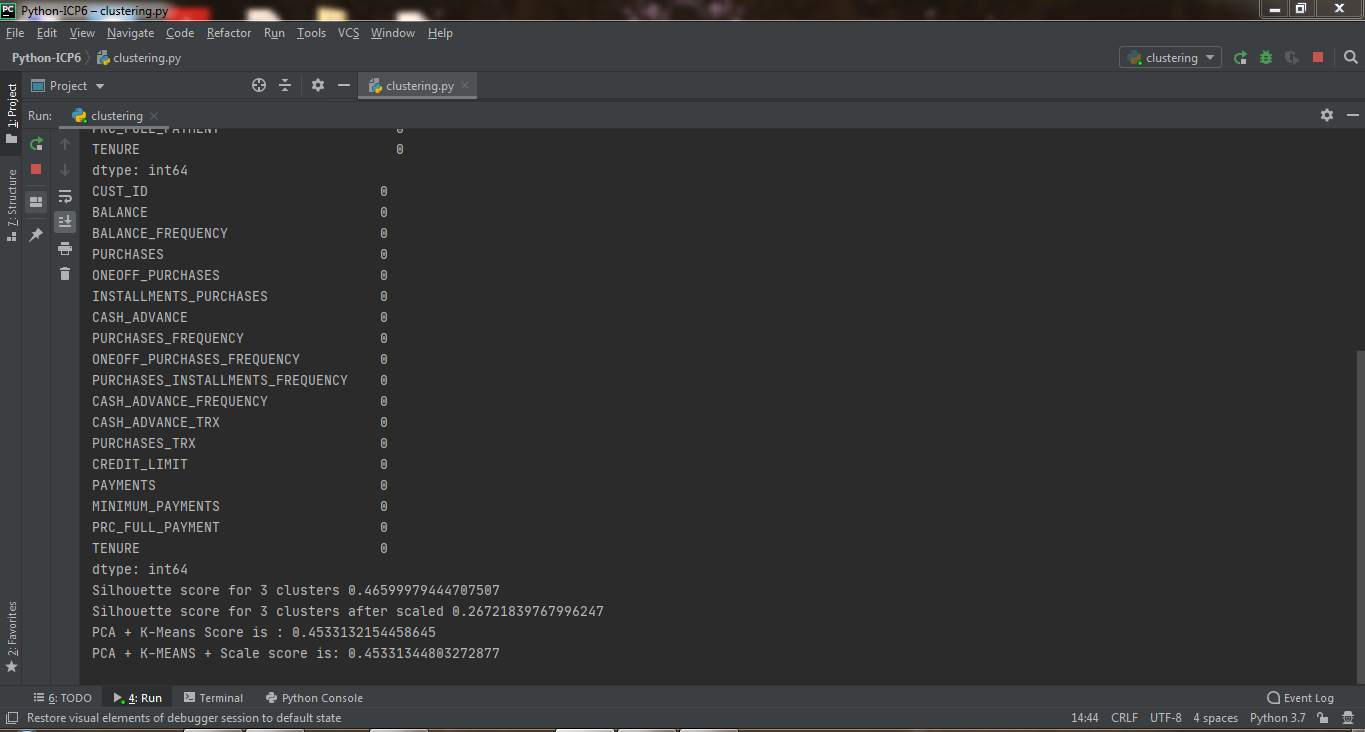 PC Python-ICP6 – clustering.py
File Edit View Navigate Code Refactor Run Tools VCS Window Help
Python-ICP6 clustering.py clustering
Project clustering.py
1: Project
Run: clustering
PRC_FULL_PAYMENT 0
TENURE 0
dtype: int64
CUST_ID 0
BALANCE 0
BALANCE_FREQUENCY 0
PURCHASES 0
ONEOFF_PURCHASES 0
INSTALLMENTS_PURCHASES 0
CASH_ADVANCE 0
PURCHASES_FREQUENCY 0
ONEOFF_PURCHASES_FREQUENCY 0
PURCHASES_INSTALLMENTS_FREQUENCY 0
CASH_ADVANCE_FREQUENCY 0
CASH_ADVANCE_TRX 0
PURCHASES_TRX 0
CREDIT_LIMIT 0
PAYMENTS 0
MINIMUM_PAYMENTS 0
PRC_FULL_PAYMENT 0
TENURE 0
dtype: int64
Silhouette score for 3 clusters 0.46599979444707507
Silhouette score for 3 clusters after scaled 0.26721839767996247
PCA + K-Means Score is : 0.4533132154458645
PCA + K-MEANS + Scale score is: 0.45331344803272877
7: Structure
2: Favorites
6: TODO 4: Run Terminal Python Console Event Log
Restore visual elements of debugger session to default state 14:44 CRLF UTF-8 4 spaces Python 3.7